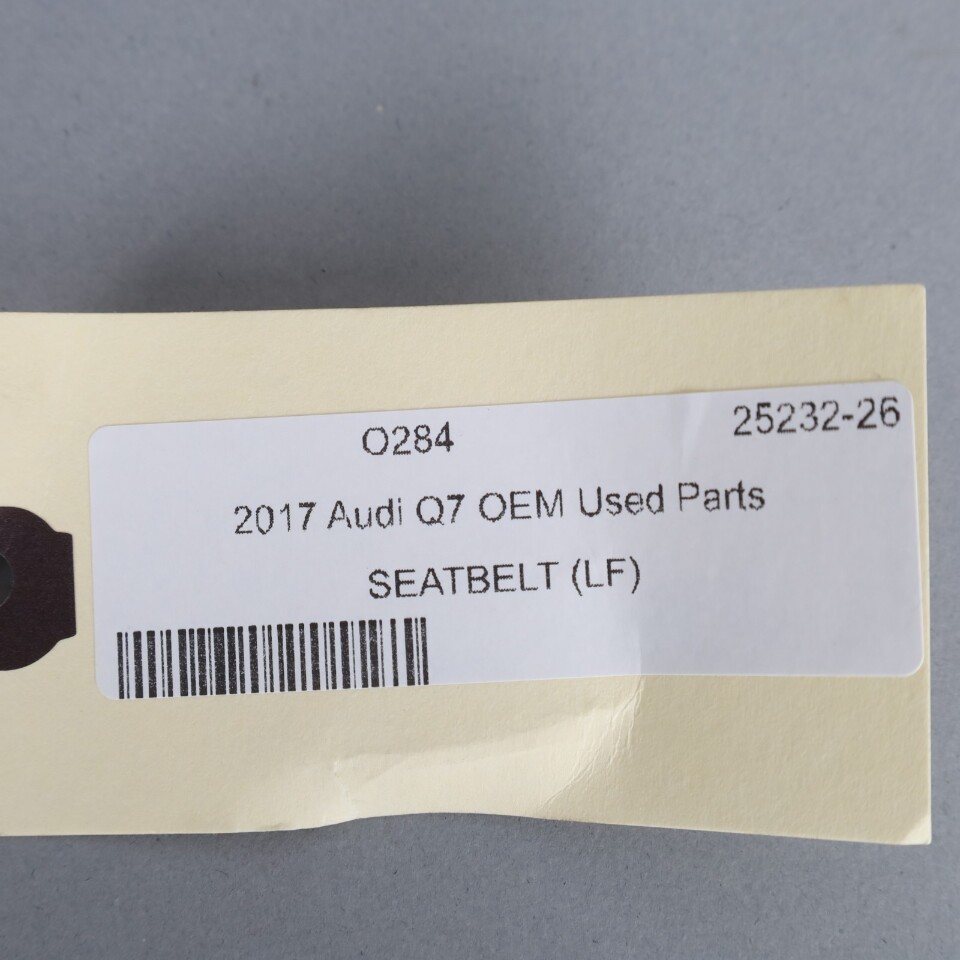 O284 25232-26
2017 Audi Q7 OEM Used Parts
SEATBELT (LF)